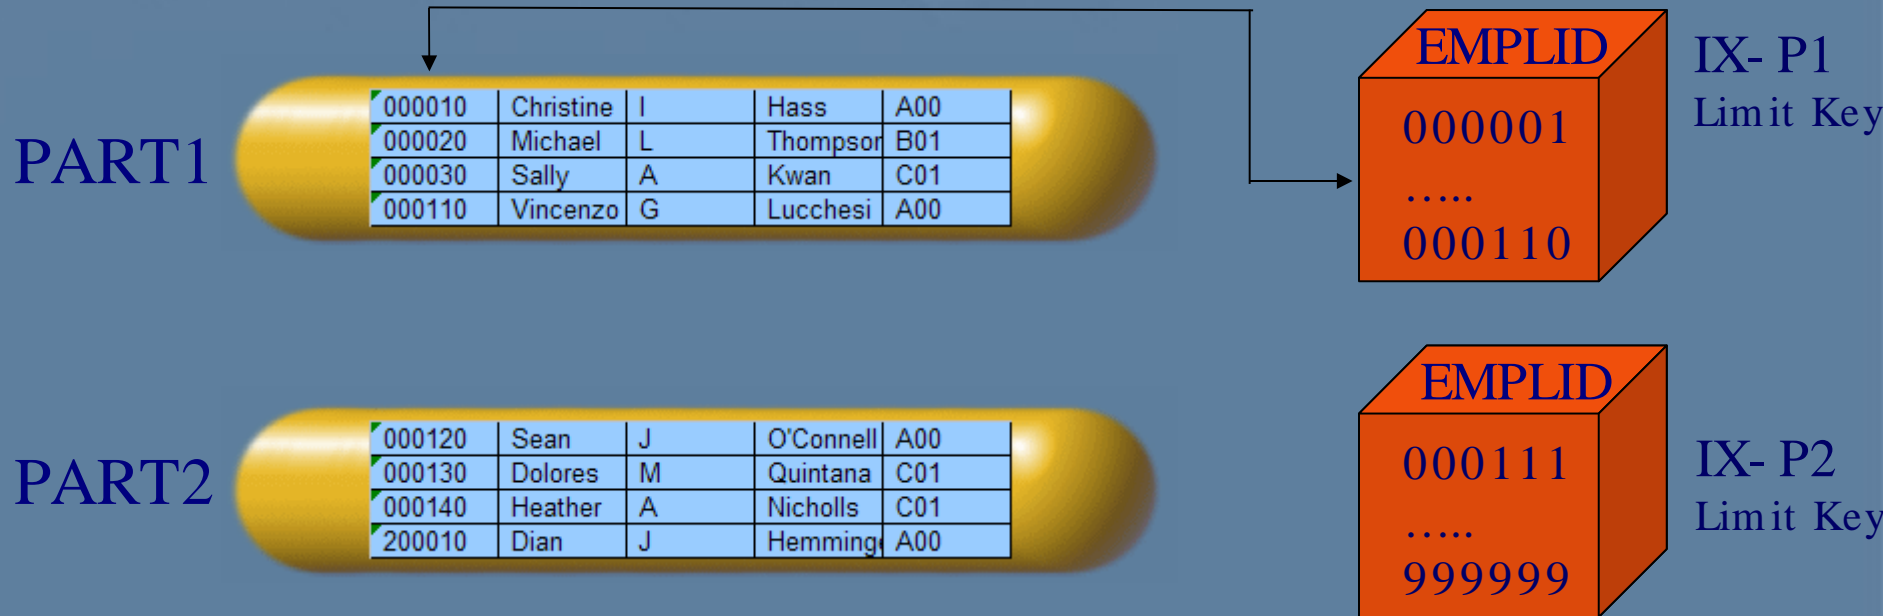 PART1
000010 Christine I Hass A00
000020 Michael L Thompson B01
000030 Sally A Kwan C01
000110 Vincenzo G Lucchesi A00
EMPLID
000001
.....
000110
IX- P1
Limit Key
PART2
000120 Sean J O'Connell A00
000130 Dolores M Quintana C01
000140 Heather A Nicholls C01
200010 Dian J Hemminge A00
EMPLID
000111
.....
999999
IX- P2
Limit Key